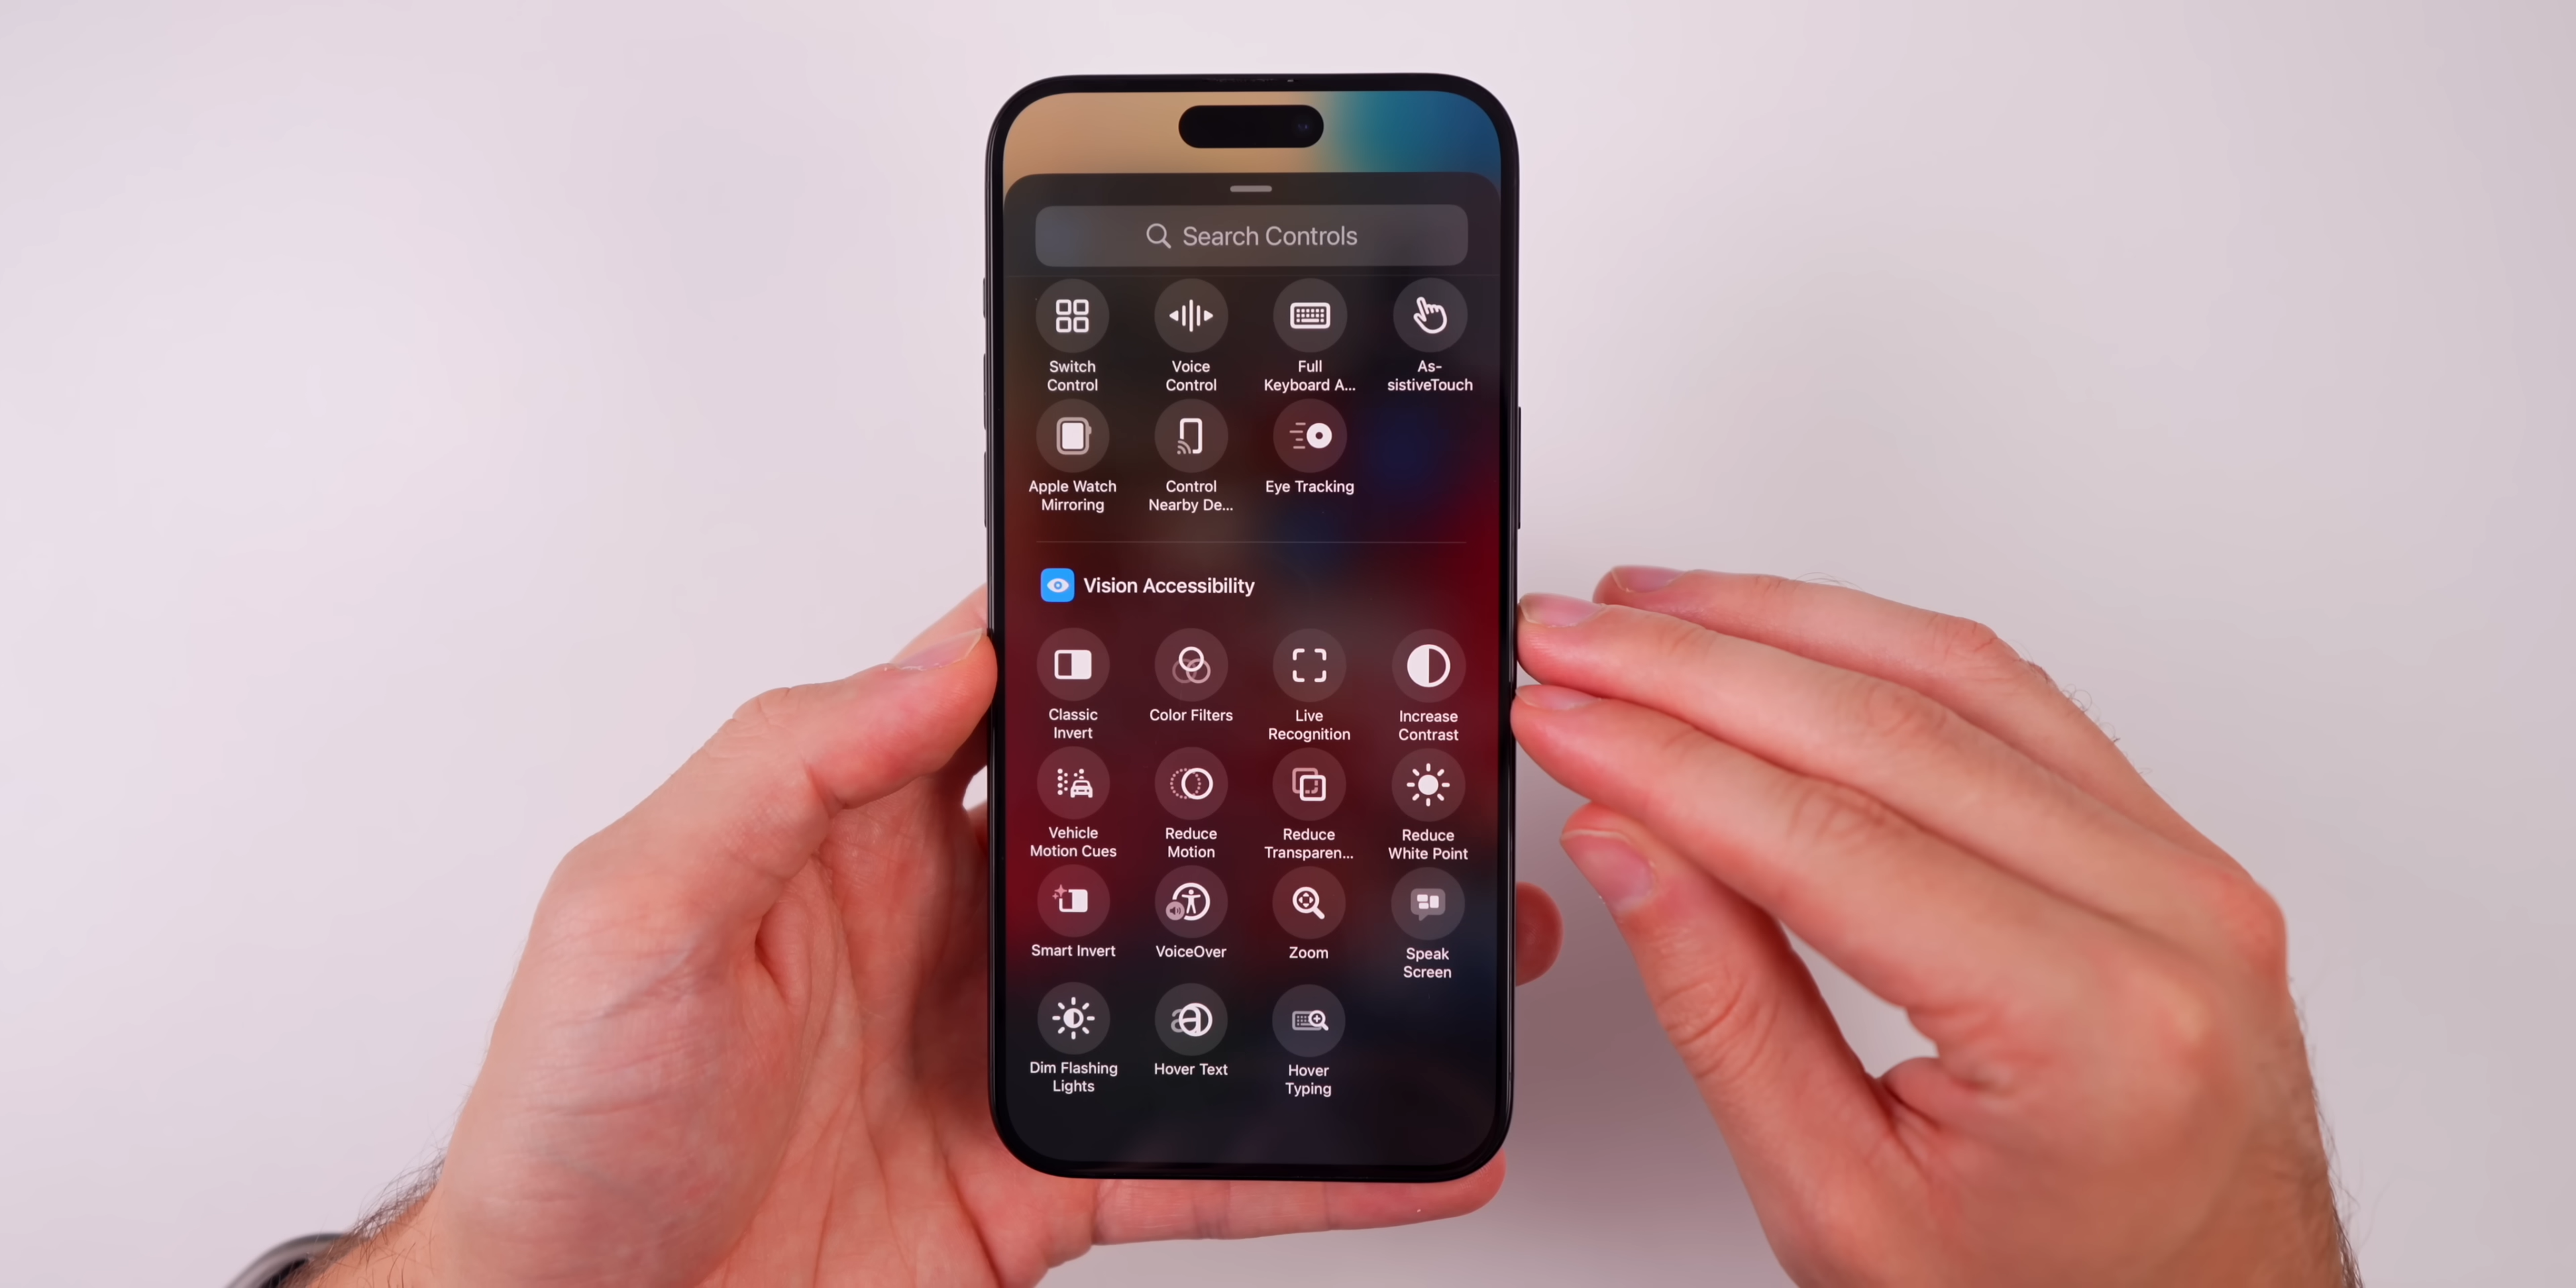 Search Controls
Switch
Control
Voice
Control
Full
Keyboard A...
As-
sistiveTouch
Apple Watch
Mirroring
Control
Nearby De...
Eye Tracking
Vision Accessibility
Classic
Invert
Color Filters
Live
Recognition
Increase
Contrast
Vehicle
Motion Cues
Reduce
Motion
Reduce
Transparen...
Reduce
White Point
Smart Invert
VoiceOver
Zoom
Speak
Screen
Dim Flashing
Lights
Hover Text
Hover
Typing